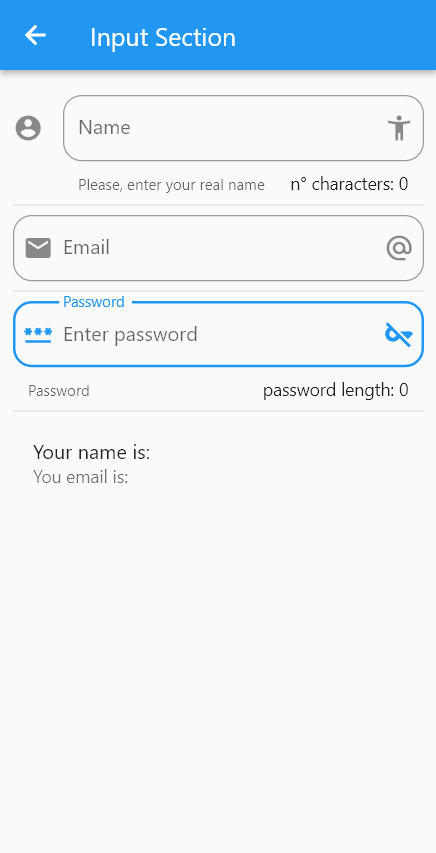 Input Section
Name
Please, enter your real name n° characters: 0
Email
Password
Enter password
Password password length: 0
Your name is:
You email is: